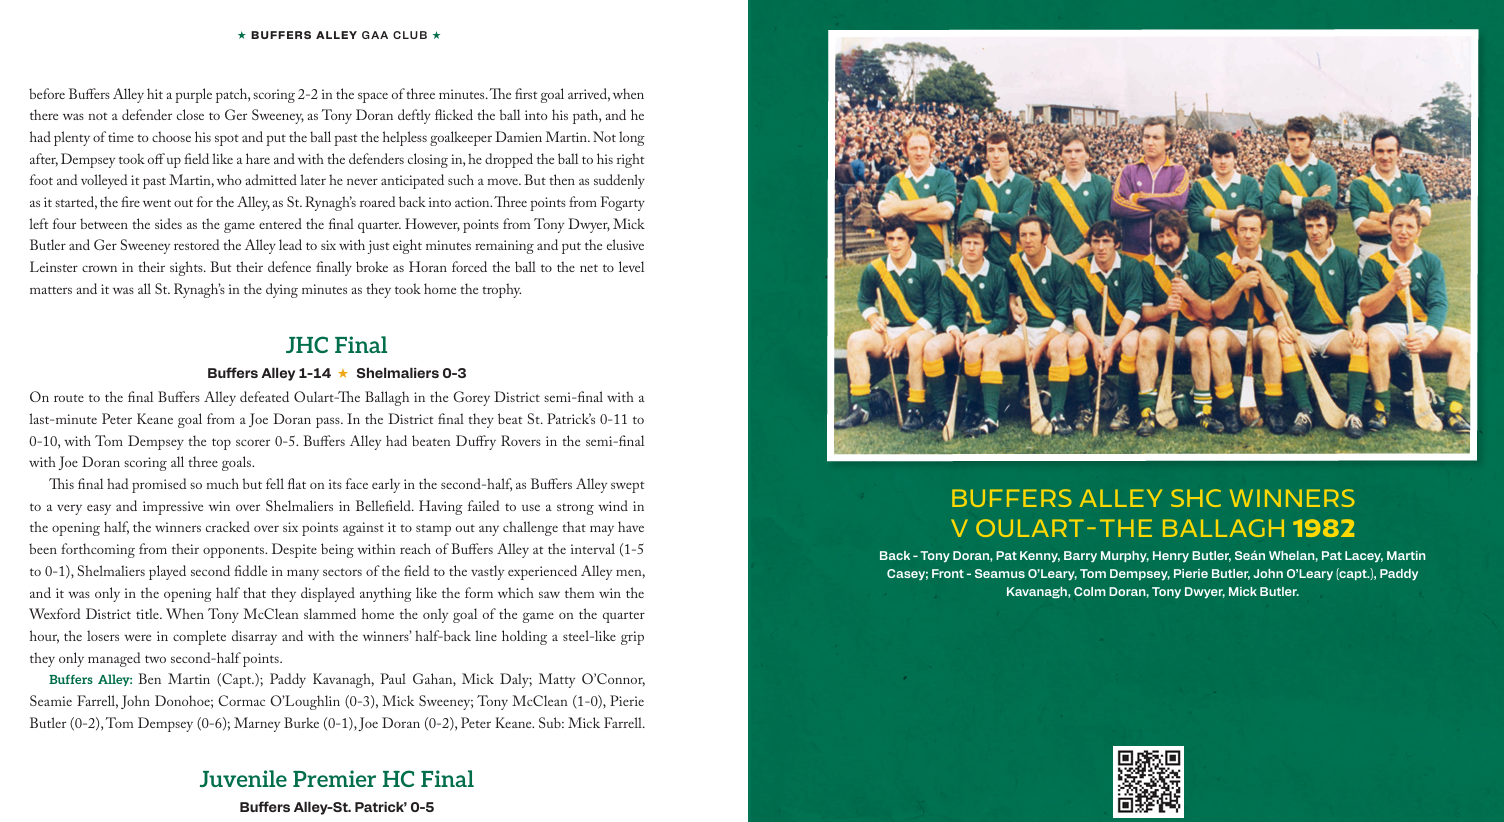 ★ BUFFERS ALLEY GAA CLUB ★
before Buffers Alley hit a purple patch, scoring 2-2 in the space of three minutes. The first goal arrived, when
there was not a defender close to Ger Sweeney, as Tony Doran deftly flicked the ball into his path, and he
had plenty of time to choose his spot and put the ball past the helpless goalkeeper Damien Martin. Not long
after, Dempsey took off up field like a hare and with the defenders closing in, he dropped the ball to his right
foot and volleyed it past Martin, who admitted later he never anticipated such a move. But then as suddenly
as it started, the fire went out for the Alley, as St. Rynagh’s roared back into action. Three points from Fogarty
left four between the sides as the game entered the final quarter. However, points from Tony Dwyer, Mick
Butler and Ger Sweeney restored the Alley lead to six with just eight minutes remaining and put the elusive
Leinster crown in their sights. But their defence finally broke as Horan forced the ball to the net to level
matters and it was all St. Rynagh’s in the dying minutes as they took home the trophy.
JHC Final
Buffers Alley 1-14 ★ Shelmaliers 0-3
On route to the final Buffers Alley defeated Oulart-The Ballagh in the Gorey District semi-final with a
last-minute Peter Keane goal from a Joe Doran pass. In the District final they beat St. Patrick’s 0-11 to
0-10, with Tom Dempsey the top scorer 0-5. Buffers Alley had beaten Duffry Rovers in the semi-final
with Joe Doran scoring all three goals.
This final had promised so much but fell flat on its face early in the second-half, as Buffers Alley swept
to a very easy and impressive win over Shelmaliers in Bellefield. Having failed to use a strong wind in
the opening half, the winners cracked over six points against it to stamp out any challenge that may have
been forthcoming from their opponents. Despite being within reach of Buffers Alley at the interval (1-5
to 0-1), Shelmaliers played second fiddle in many sectors of the field to the vastly experienced Alley men,
and it was only in the opening half that they displayed anything like the form which saw them win the
Wexford District title. When Tony McClean slammed home the only goal of the game on the quarter
hour, the losers were in complete disarray and with the winners’ half-back line holding a steel-like grip
they only managed two second-half points.
Buffers Alley: Ben Martin (Capt.); Paddy Kavanagh, Paul Gahan, Mick Daly; Matty O’Connor,
Seamie Farrell, John Donohoe; Cormac O’Loughlin (0-3), Mick Sweeney; Tony McClean (1-0), Pierie
Butler (0-2), Tom Dempsey (0-6); Marney Burke (0-1), Joe Doran (0-2), Peter Keane. Sub: Mick Farrell.
Juvenile Premier HC Final
Buffers Alley-St. Patrick’ 0-5
BUFFERS ALLEY SHC WINNERS
V OULART-THE BALLAGH 1982
Back - Tony Doran, Pat Kenny, Barry Murphy, Henry Butler, Seán Whelan, Pat Lacey, Martin
Casey; Front - Seamus O’Leary, Tom Dempsey, Pierie Butler, John O’Leary (capt.), Paddy
Kavanagh, Colm Doran, Tony Dwyer, Mick Butler.